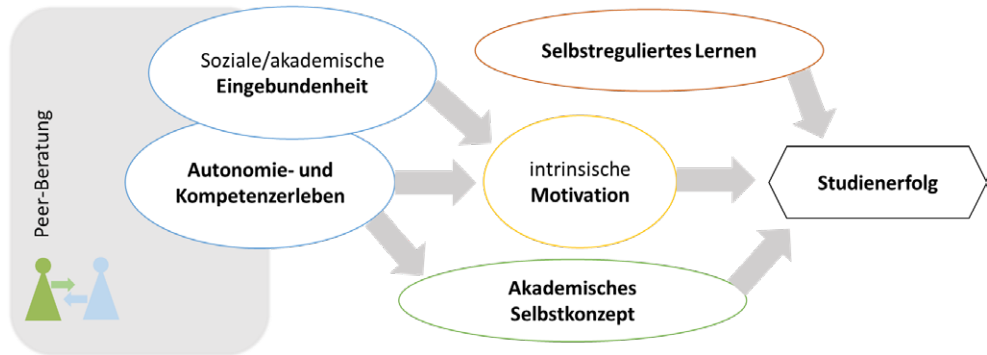 Peer-Beratung
Soziale/akademische
Eingebundenheit
Autonomie- und
Kompetenzerleben
Selbstreguliertes Lernen
intrinsische
Motivation
Akademisches
Selbstkonzept
Studienerfolg